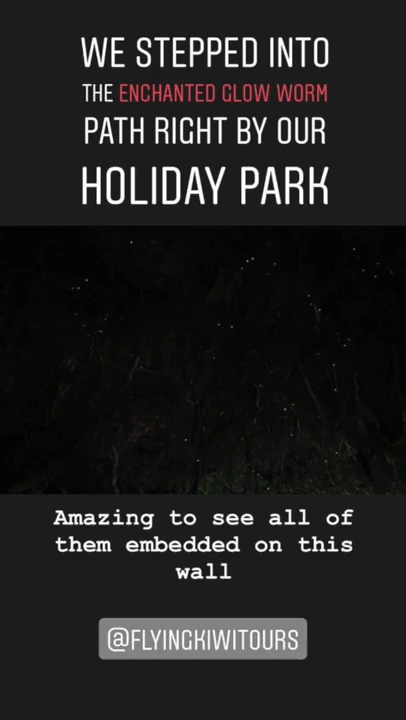 WE STEPPED INTO
THE ENCHANTED GLOW WORM
PATH RIGHT BY OUR
HOLIDAY PARK
Amazing to see all of
them embedded on this
wall
@FLYINGKIWITOURS